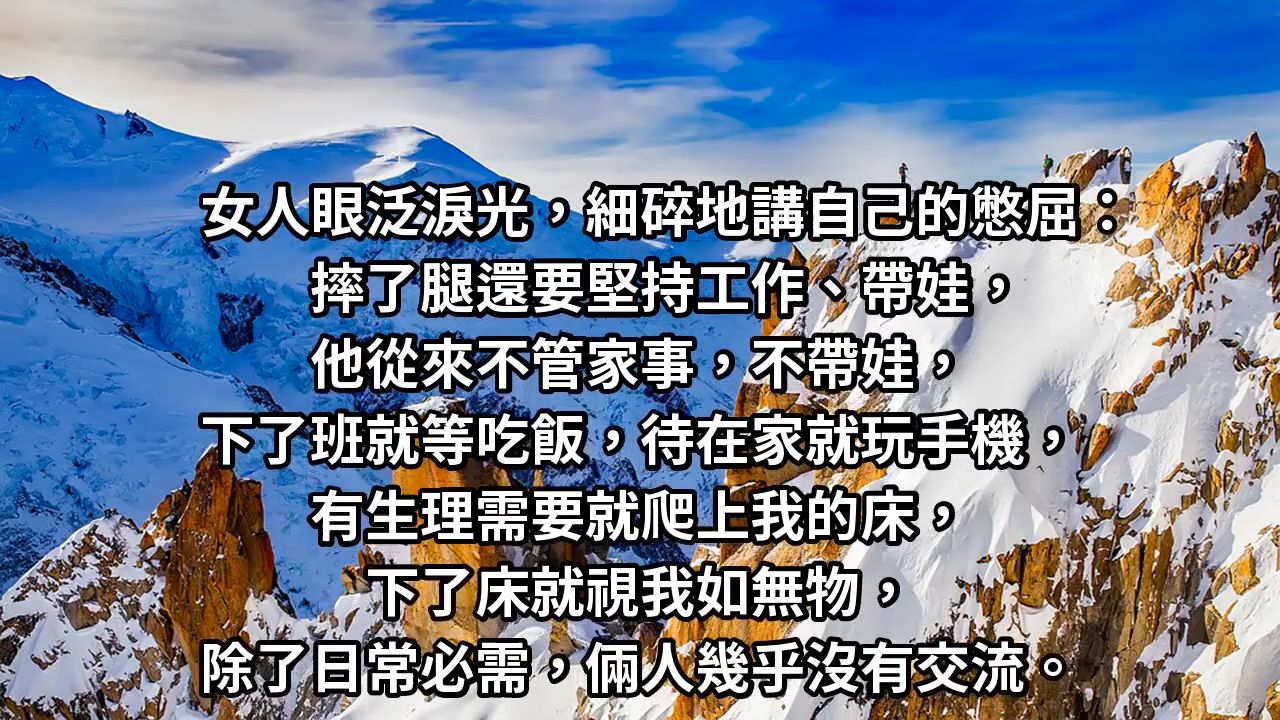 女人眼泛淚光，細碎地講自己的憋屈：
摔了腿還要堅持工作、帶娃，
他從來不管家事，不帶娃，
下了班就等吃飯，待在家就玩手機，
有生理需要就爬上我的床，
下了床就視我如無物，
除了日常必需，倆人幾乎沒有交流。